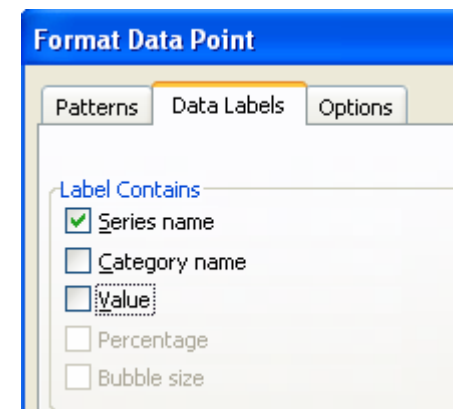 Format Data Point
Patterns Data Labels Options
Label Contains
Series name
Category name
Value
Percentage
Bubble size